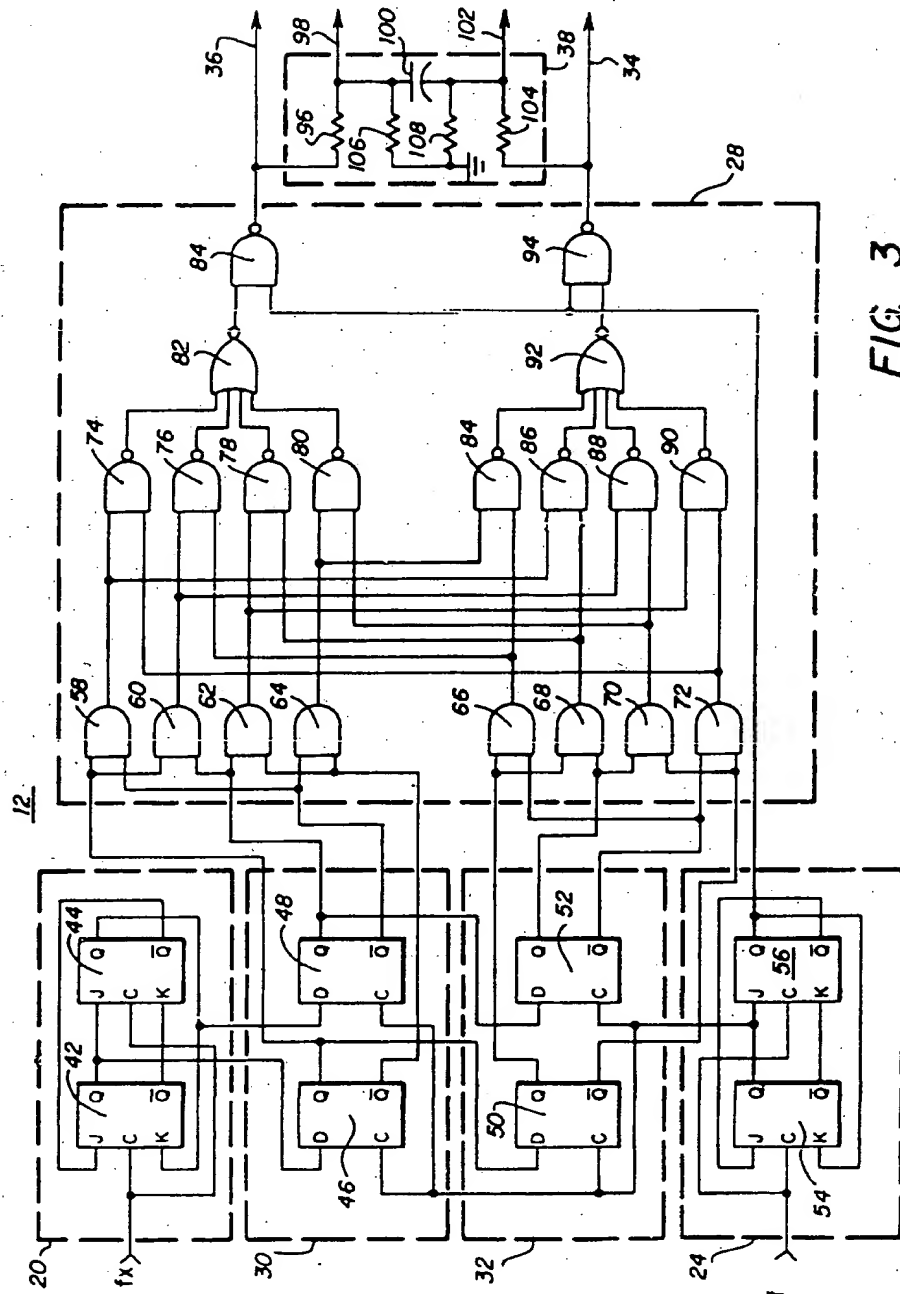 12
20
fx
42
J
C
K
Q
Q̅
44
J
C
K
Q
Q̅
30
46
D
C
Q
Q̅
48
D
C
Q
Q̅
32
50
D
C
Q
Q̅
52
D
C
Q
Q̅
24
54
J
C
K
Q
Q̅
56
J
C
K
Q
Q̅
58
60
62
64
66
68
70
72
74
76
78
80
82
84
84
86
88
90
92
94
28
36
96
98
100
106
108
102
104
38
34
FIG. 3